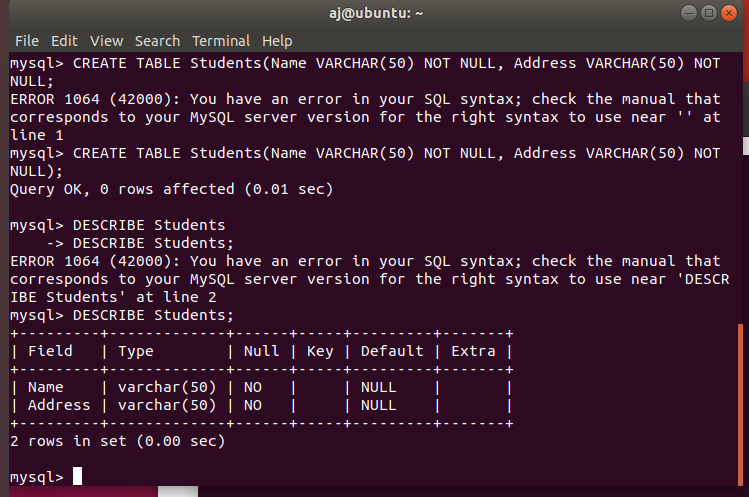 aj@ubuntu: ~
File Edit View Search Terminal Help
mysql> CREATE TABLE Students(Name VARCHAR(50) NOT NULL, Address VARCHAR(50) NOT
NULL;
ERROR 1064 (42000): You have an error in your SQL syntax; check the manual that
corresponds to your MySQL server version for the right syntax to use near '' at
line 1
mysql> CREATE TABLE Students(Name VARCHAR(50) NOT NULL, Address VARCHAR(50) NOT
NULL);
Query OK, 0 rows affected (0.01 sec)

mysql> DESCRIBE Students
    -> DESCRIBE Students;
ERROR 1064 (42000): You have an error in your SQL syntax; check the manual that
corresponds to your MySQL server version for the right syntax to use near 'DESCR
IBE Students' at line 2
mysql> DESCRIBE Students;
+---------+-------------+------+-----+---------+-------+
| Field   | Type        | Null | Key | Default | Extra |
+---------+-------------+------+-----+---------+-------+
| Name    | varchar(50) | NO   |     | NULL    |       |
| Address | varchar(50) | NO   |     | NULL    |       |
+---------+-------------+------+-----+---------+-------+
2 rows in set (0.00 sec)

mysql>